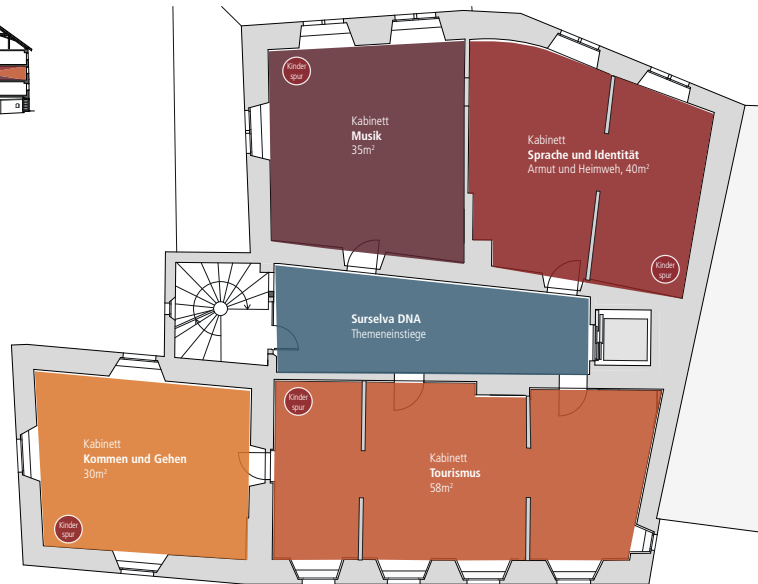 Kinder
spur
Kabinett
Musik
35m²
Kabinett
Sprache und Identität
Armut und Heimweh, 40m²
Kinder
spur
Surselva DNA
Themeneinstiege
Kinder
spur
Kabinett
Kommen und Gehen
30m²
Kabinett
Tourismus
58m²
Kinder
spur